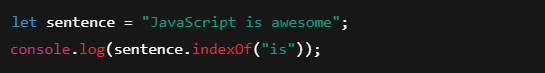 let sentence = "JavaScript is awesome";
console.log(sentence.indexOf("is"));